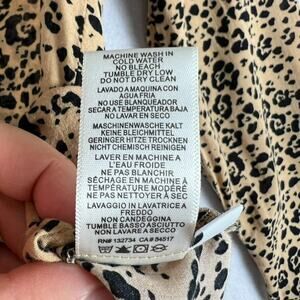 MACHINE WASH IN
COLD WATER
NO BLEACH
TUMBLE DRY LOW
DO NOT DRY CLEAN
LAVADO A MAQUINA CON
AGUA FRIA
NO USE BLANQUEADOR
SECAR A TEMPERATURA BAJA
NO LAVAR EN SECO
MASCHINENWASCHE KALT
KEINE BLEICHMITTEL
GERINGER HITZE TROCKNEN
NICHT CHEMISCH REINIGEN
LAVER EN MACHINE A
L'EAU FROIDE
NE PAS BLANCHIR
SÉCHAGE EN MACHINE À
TEMPÉRATURE MODÉRÉ
NE PAS NETTOYER À SEC
LAVAGGIO IN LAVATRICE A
FREDDO
NON CANDEGGINA
TUMBLE BASSO ASCIUTTO
NON LAVARE A SECCO
RN# 132734 CA# 54517